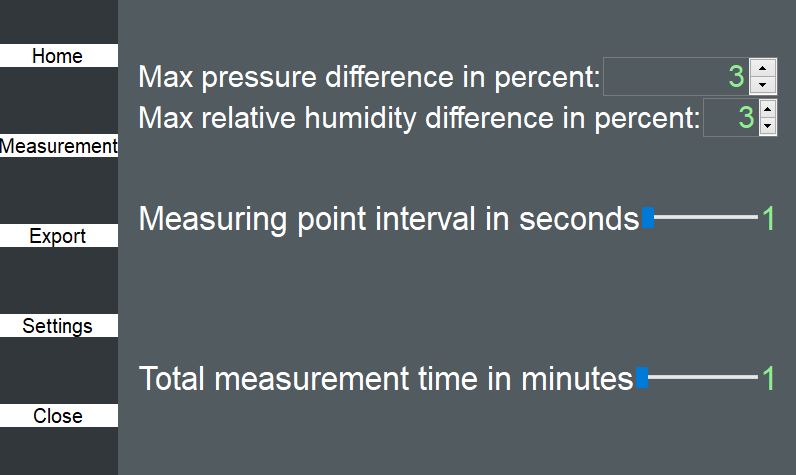 Home
Measurement
Export
Settings
Close
Max pressure difference in percent: 3
Max relative humidity difference in percent: 3
Measuring point interval in seconds 1
Total measurement time in minutes 1